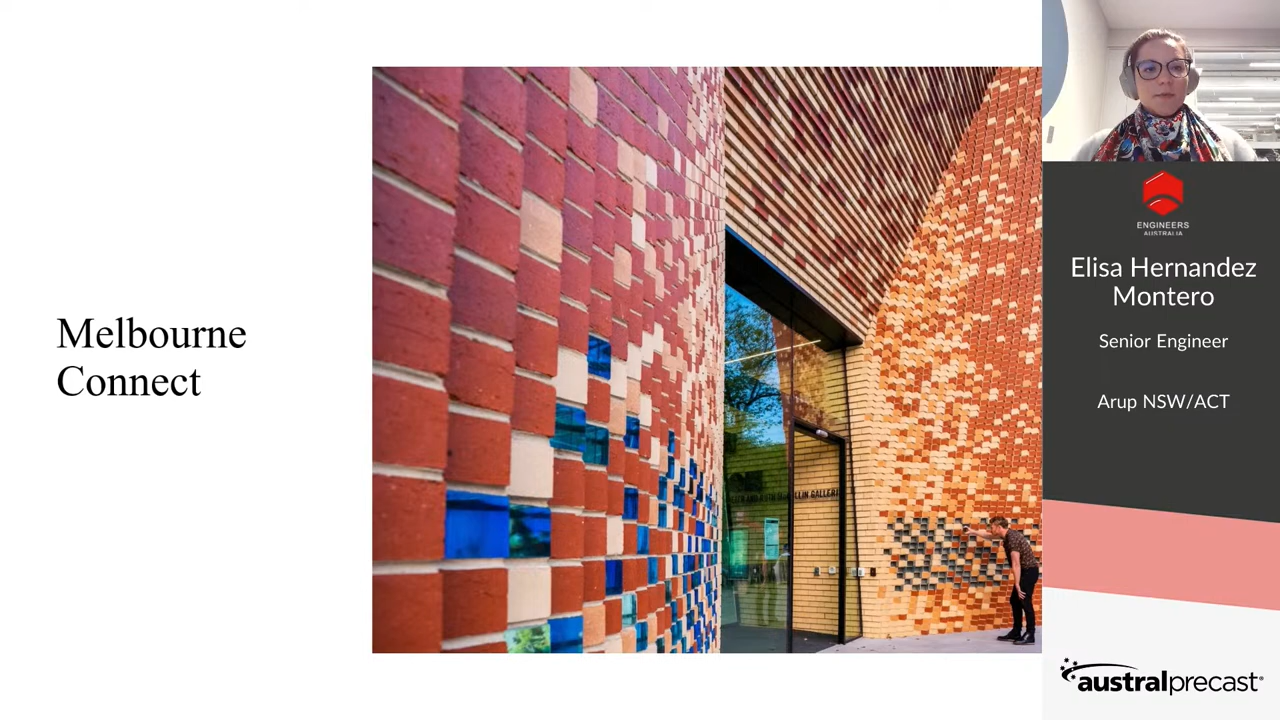 Melbourne
Connect
ENGINEERS
AUSTRALIA
Elisa Hernandez
Montero
Senior Engineer
Arup NSW/ACT
australprecast®